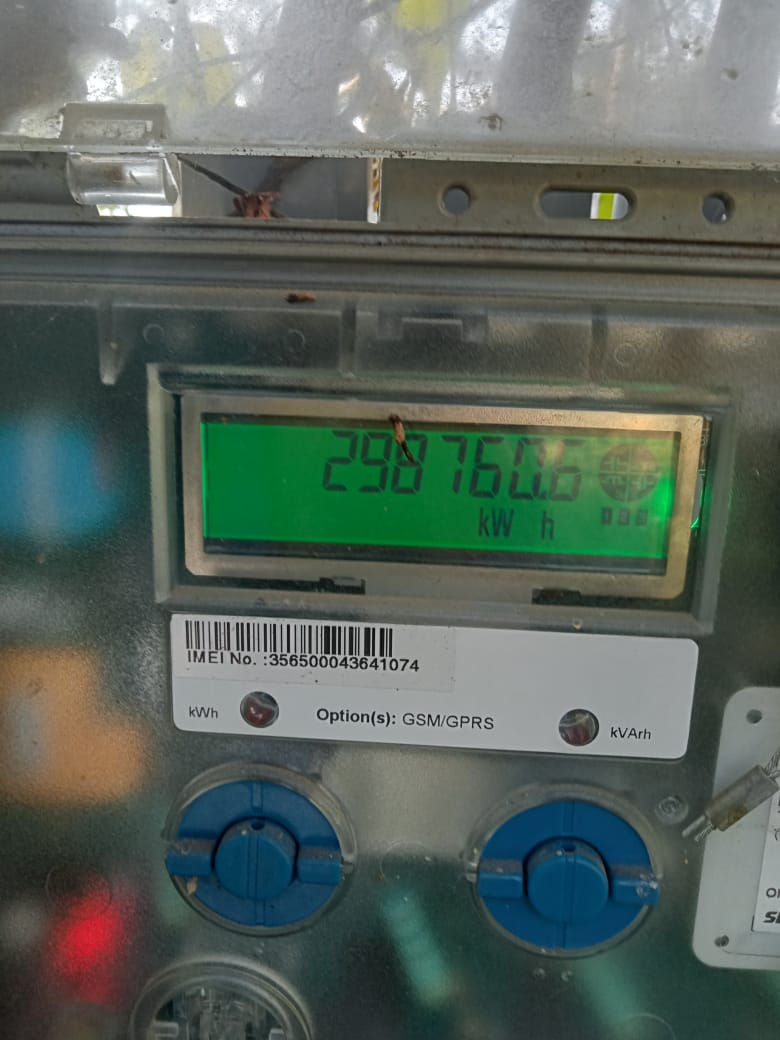 298760.6
kW h
IMEI No. :356500043641074
kWh
Option(s): GSM/GPRS
kVArh